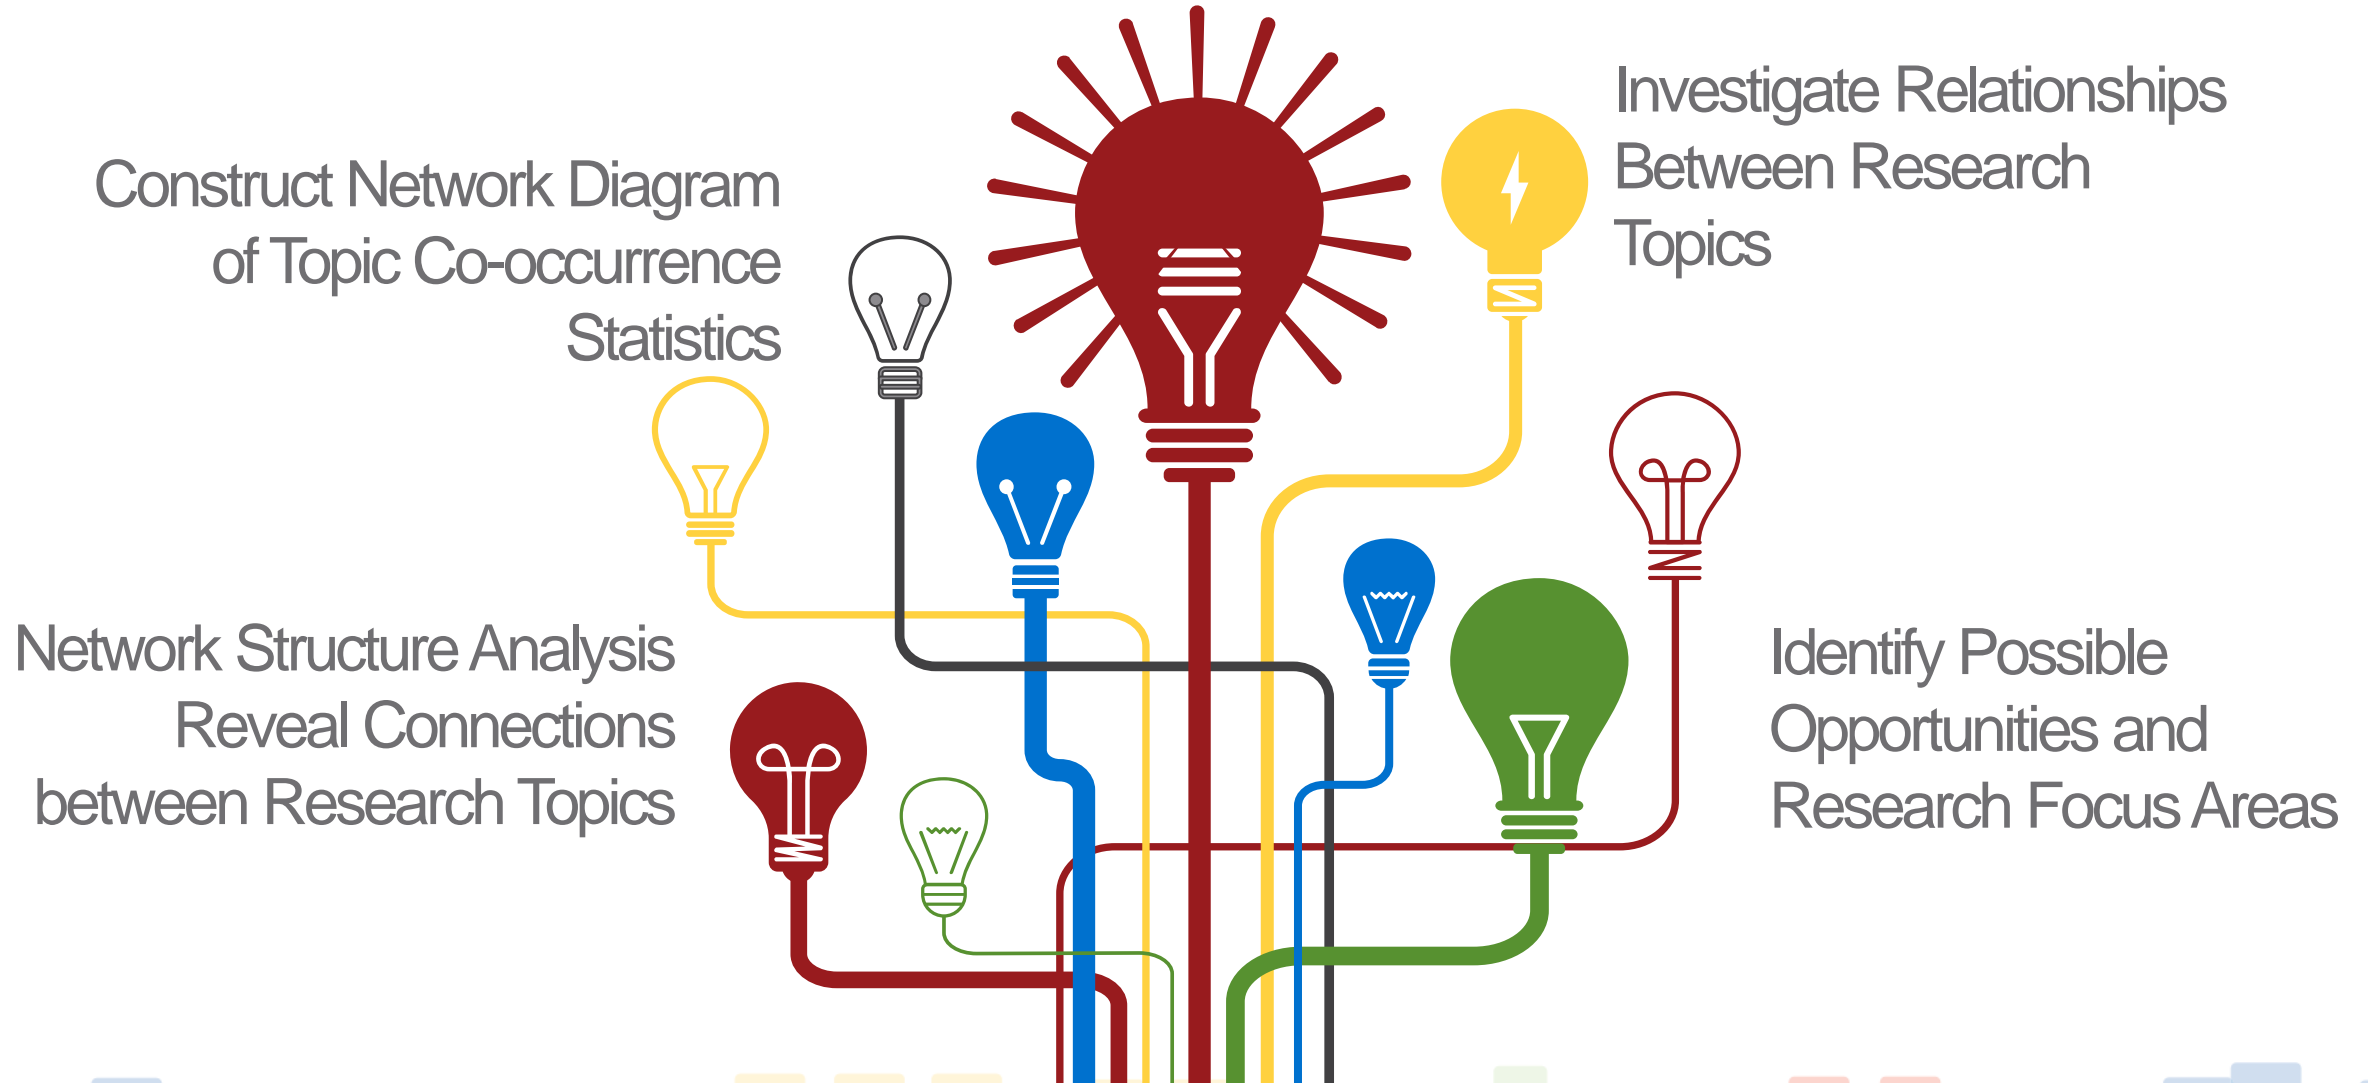 Construct Network Diagram
of Topic Co-occurrence
Statistics
Investigate Relationships
Between Research
Topics
Network Structure Analysis
Reveal Connections
between Research Topics
Identify Possible
Opportunities and
Research Focus Areas